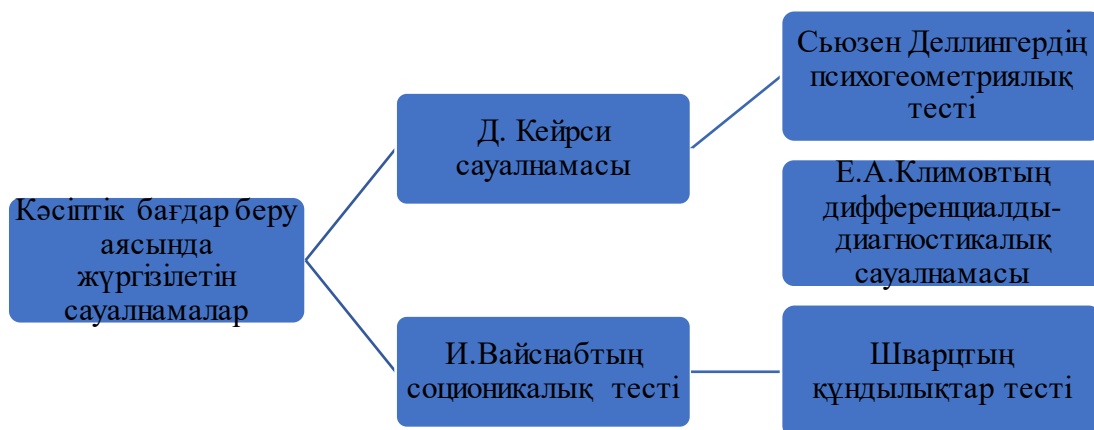 Кәсіптік бағдар беру
аясында
жүргізілетін
сауалнамалар
Д. Кейрси
сауалнамасы
И.Вайснабтың
соционикалық тесті
Сьюзен Деллингердің
психогеометриялық
тесті
Е.А.Климовтың
дифференциалды-
диагностикалық
сауалнамасы
Шварцтың
құндылықтар тесті